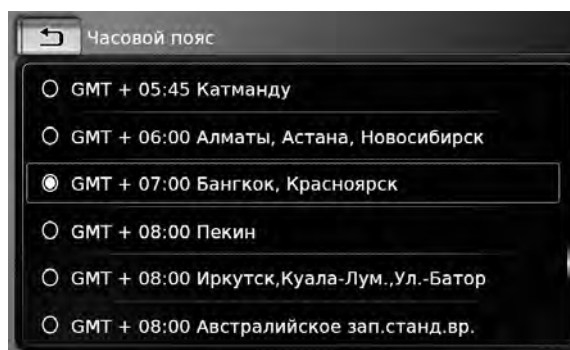 Часовой пояс
GMT + 05:45 Катманду
GMT + 06:00 Алматы, Астана, Новосибирск
GMT + 07:00 Бангкок, Красноярск
GMT + 08:00 Пекин
GMT + 08:00 Иркутск,Куала-Лум.,Ул.-Батор
GMT + 08:00 Австралийское зап.станд.вр.